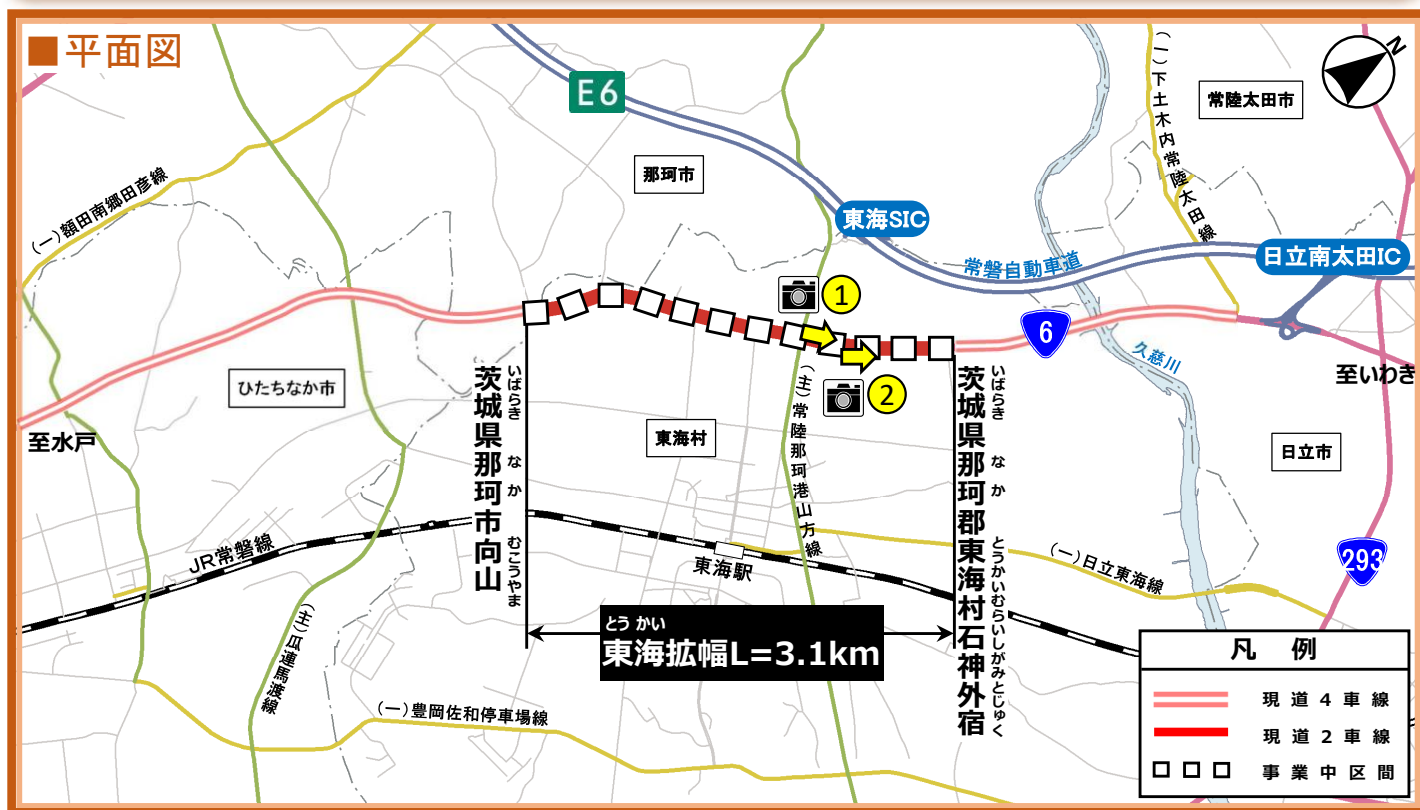 ■平面図
N
E6
(一)下土木内常陸太田線
常陸太田市
那珂市
(一)額田南郷田彦線
東海SIC
常磐自動車道
日立南太田IC
1
6
久慈川
至いわき
ひたちなか市
至水戸
2
東海村
日立市
茨城県那珂市向山
いばらき
なか
むこうやま
(主)常陸那珂港山方線
茨城県那珂郡東海村石神外宿
いばらき
なか
とうかいむらいしがみとじゅく
JR常磐線
東海駅
(一)日立東海線
293
(主)瓜連馬渡線
とうかい
東海拡幅L=3.1km
(一)豊岡佐和停車場線
凡 例
現道4車線
現道2車線
事業中区間